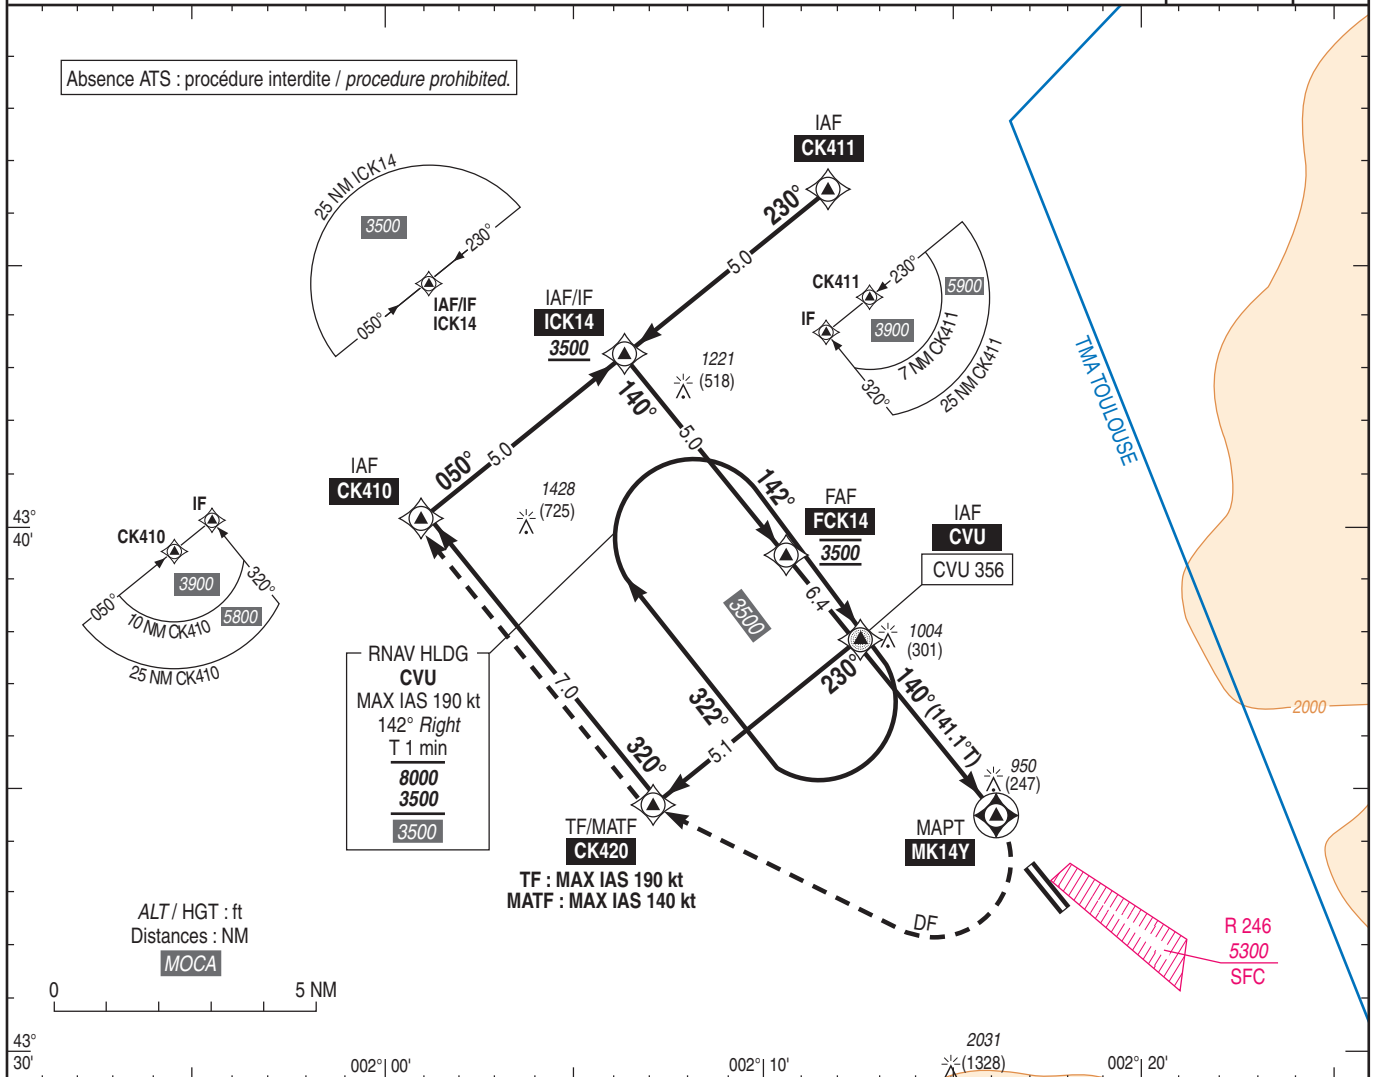 Absence ATS : procédure interdite / procedure prohibited.
IAF
CK411
230°
5.0
25 NM ICK14
3500
230°
050°
IAF/IF
ICK14
IAF/IF
ICK14
3500
1221
(518)
140°
5.0
CK411
IF
230°
5900
3900
7 NM CK411
25 NM CK411
320°
TMA TOULOUSE
IAF
CK410
050°
5.0
1428
(725)
142°
FAF
FCK14
3500
IAF
CVU
CVU 356
43°
40'
IF
CK410
3900
5800
050°
320°
10 NM CK410
25 NM CK410
3500
6.4
1004
(301)
230°
140° (141.1°T)
RNAV HLDG
CVU
MAX IAS 190 kt
142° Right
T 1 min
8000
3500
3500
7.0
322°
320°
5.1
2000
950
(247)
TF/MATF
CK420
TF : MAX IAS 190 kt
MATF : MAX IAS 140 kt
MAPT
MK14Y
DF
R 246
5300
SFC
ALT / HGT : ft
Distances : NM
MOCA
0
5 NM
43°
30'
002° 00'
002° 10'
2031
(1328)
002° 20'